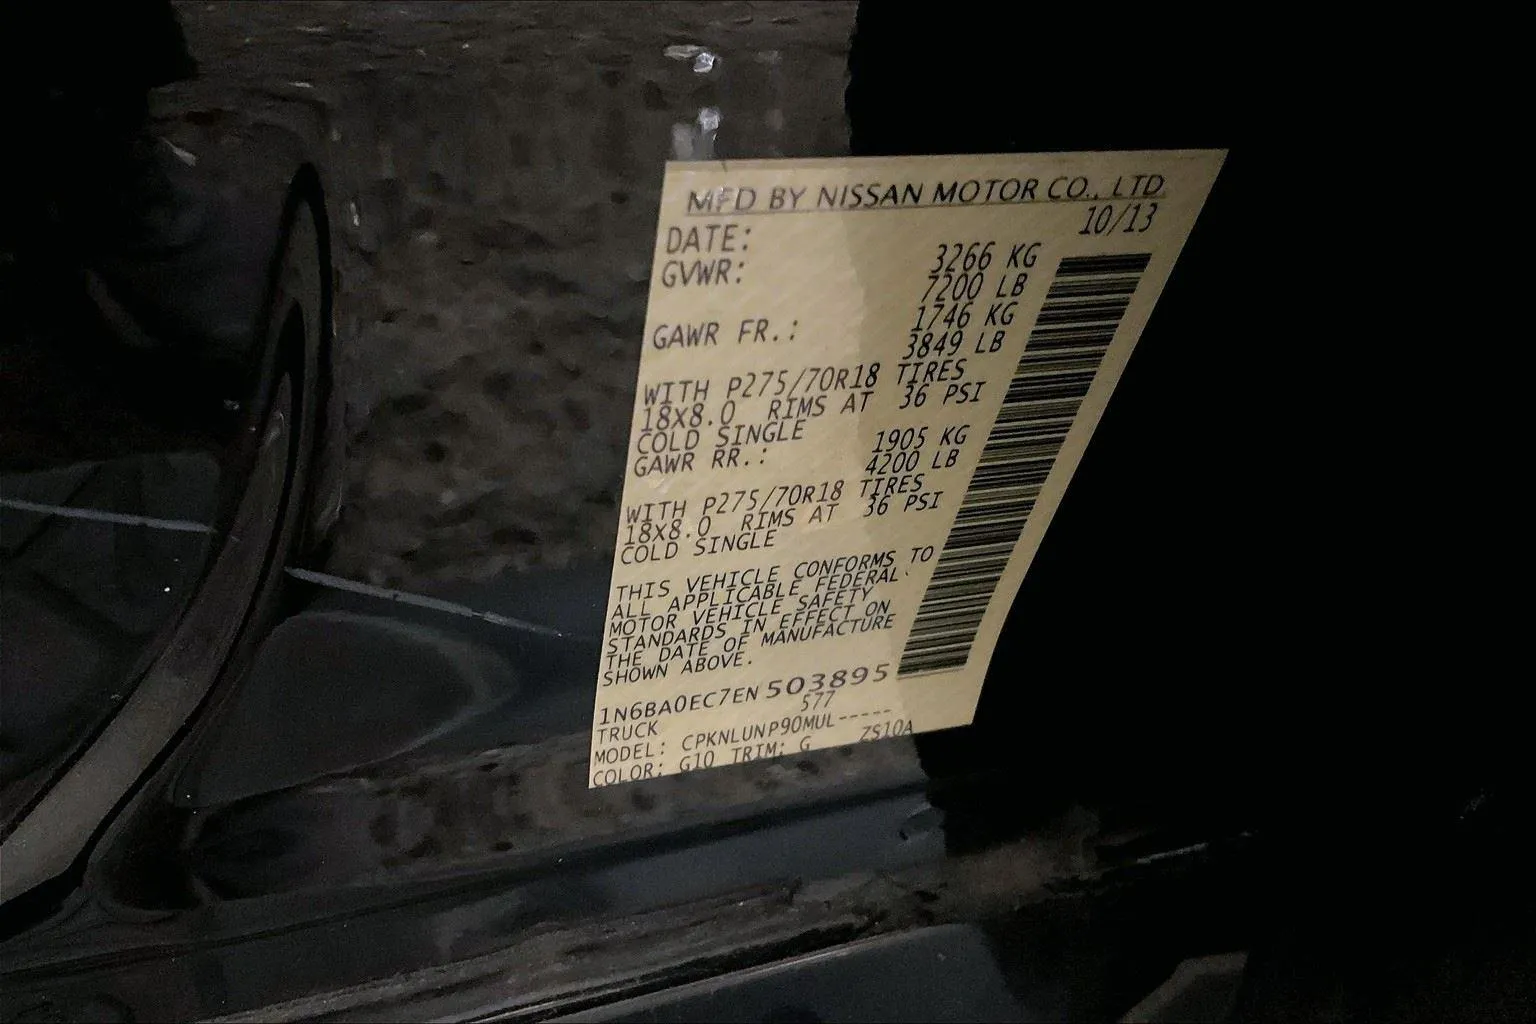 MFD BY NISSAN MOTOR CO., LTD
DATE: 10/13
GVWR: 3266 KG
7200 LB
GAWR FR.: 1746 KG
3849 LB
WITH P275/70R18 TIRES
18X8.0 RIMS AT 36 PSI
COLD SINGLE
GAWR RR.: 1905 KG
4200 LB
WITH P275/70R18 TIRES
18X8.0 RIMS AT 36 PSI
COLD SINGLE
THIS VEHICLE CONFORMS TO
ALL APPLICABLE FEDERAL
MOTOR VEHICLE SAFETY
STANDARDS IN EFFECT ON
THE DATE OF MANUFACTURE
SHOWN ABOVE.
1N6BA0EC7EN 503895
TRUCK 577
MODEL: CPKNLUNP90MUL-----
COLOR: G10 TRIM: G ZS10A